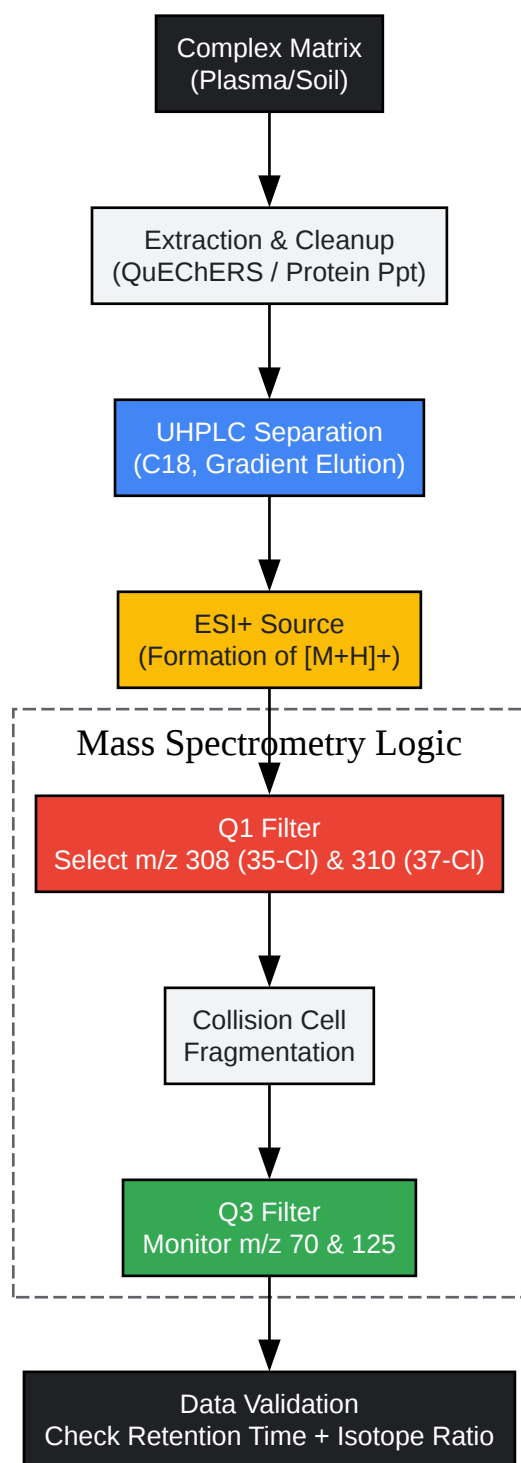 Complex Matrix
(Plasma/Soil)
Extraction & Cleanup
(QuEChERS / Protein Ppt)
UHPLC Separation
(C18, Gradient Elution)
ESI+ Source
(Formation of [M+H]+)
Mass Spectrometry Logic
Q1 Filter
Select m/z 308 (35-Cl) & 310 (37-Cl)
Collision Cell
Fragmentation
Q3 Filter
Monitor m/z 70 & 125
Data Validation
Check Retention Time + Isotope Ratio